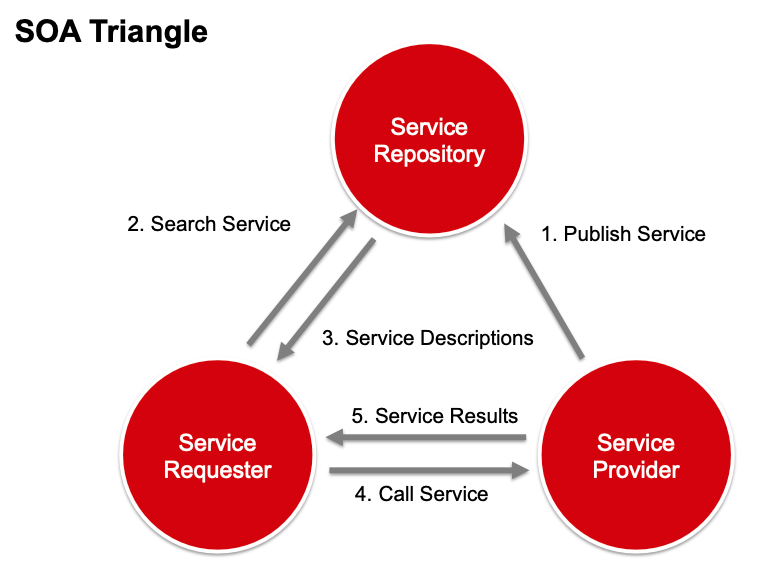 SOA Triangle
Service
Repository
2. Search Service
1. Publish Service
3. Service Descriptions
5. Service Results
Service
Requester
Service
Provider
4. Call Service